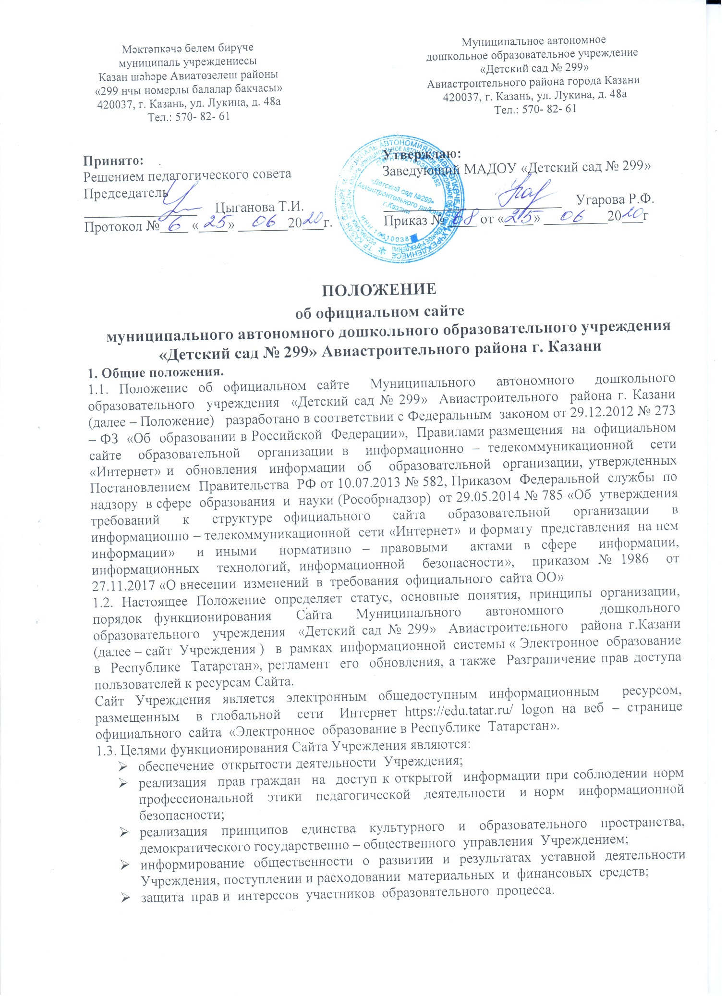 Мәктәпкәчә белем бирүче
муниципаль учреждениесы
Казан шәһәре Авиатөзелеш районы
«299 нчы номерлы балалар бакчасы»
420037, г. Казань, ул. Лукина, д. 48а
Тел.: 570- 82- 61
Муниципальное автономное
дошкольное образовательное учреждение
«Детский сад № 299»
Авиастроительного района города Казани
420037, г. Казань, ул. Лукина, д. 48а
Тел.: 570- 82- 61
Принято:
Решением педагогического совета
Председатель
Цыганова Т.И.
Протокол № 6 «25» 06 2020 г.
Утверждаю:
Заведующий МАДОУ «Детский сад № 299»
Угарова Р.Ф.
Приказ № 68 от «25» 06 2020 г
«Детский сад №299»
Авиастроительного района
г.Казани
ПОЛОЖЕНИЕ
об официальном сайте
муниципального автономного дошкольного образовательного учреждения
«Детский сад № 299» Авиастроительного района г. Казани
1. Общие положения.
1.1. Положение об официальном сайте Муниципального автономного дошкольного
образовательного учреждения «Детский сад № 299» Авиастроительного района г. Казани
(далее – Положение) разработано в соответствии с Федеральным законом от 29.12.2012 № 273
– ФЗ «Об образовании в Российской Федерации», Правилами размещения на официальном
сайте образовательной организации в информационно – телекоммуникационной сети
«Интернет» и обновления информации об образовательной организации, утвержденных
Постановлением Правительства РФ от 10.07.2013 № 582, Приказом Федеральной службы по
надзору в сфере образования и науки (Рособрнадзор) от 29.05.2014 № 785 «Об утверждения
требований к структуре официального сайта образовательной организации в
информационно – телекоммуникационной сети «Интернет» и формату представления на нем
информации» и иными нормативно – правовыми актами в сфере информации,
информационных технологий, информационной безопасности», приказом № 1986 от
27.11.2017 «О внесении изменений в требования официального сайта ОО»
1.2. Настоящее Положение определяет статус, основные понятия, принципы организации,
порядок функционирования Сайта Муниципального автономного дошкольного
образовательного учреждения «Детский сад № 299» Авиастроительного района г.Казани
(далее – сайт Учреждения ) в рамках информационной системы « Электронное образование
в Республике Татарстан», регламент его обновления, а также Разграничение прав доступа
пользователей к ресурсам Сайта.
Сайт Учреждения является электронным общедоступным информационным ресурсом,
размещенным в глобальной сети Интернет https://edu.tatar.ru/ logon на веб – странице
официального сайта «Электронное образование в Республике Татарстан».
1.3. Целями функционирования Сайта Учреждения являются:
➢ обеспечение открытости деятельности Учреждения;
➢ реализация прав граждан на доступ к открытой информации при соблюдении норм
профессиональной этики педагогической деятельности и норм информационной
безопасности;
➢ реализация принципов единства культурного и образовательного пространства,
демократического государственно – общественного управления Учреждением;
➢ информирование общественности о развитии и результатах уставной деятельности
Учреждения, поступлении и расходовании материальных и финансовых средств;
➢ защита прав и интересов участников образовательного процесса.